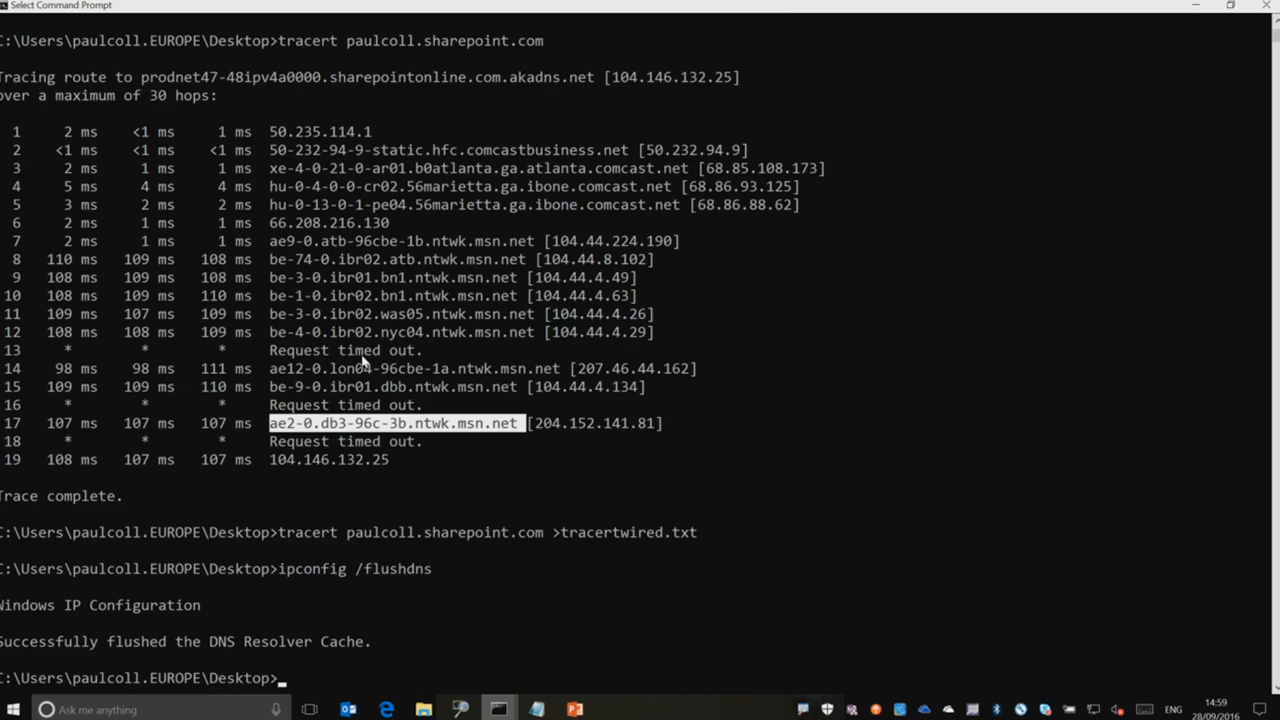 Select Command Prompt
C:\Users\paulcoll.EUROPE\Desktop>tracert paulcoll.sharepoint.com
Tracing route to prodnet47-48ipv4a0000.sharepointonline.com.akadns.net [104.146.132.25]
over a maximum of 30 hops:
1 2 ms <1 ms 1 ms 50.235.114.1
2 <1 ms <1 ms <1 ms 50-232-94-9-static.hfc.comcastbusiness.net [50.232.94.9]
3 2 ms 1 ms 1 ms xe-4-0-21-0-ar01.b0atlanta.ga.atlanta.comcast.net [68.85.108.173]
4 5 ms 4 ms 4 ms hu-0-4-0-0-cr02.56marietta.ga.ibone.comcast.net [68.86.93.125]
5 3 ms 2 ms 2 ms hu-0-13-0-1-pe04.56marietta.ga.ibone.comcast.net [68.86.88.62]
6 2 ms 1 ms 1 ms 66.208.216.130
7 2 ms 1 ms 1 ms ae9-0.atb-96cbe-1b.ntwk.msn.net [104.44.224.190]
8 110 ms 109 ms 108 ms be-74-0.ibr02.atb.ntwk.msn.net [104.44.8.102]
9 108 ms 109 ms 108 ms be-3-0.ibr01.bn1.ntwk.msn.net [104.44.4.49]
10 108 ms 109 ms 110 ms be-1-0.ibr02.bn1.ntwk.msn.net [104.44.4.63]
11 109 ms 107 ms 109 ms be-3-0.ibr02.was05.ntwk.msn.net [104.44.4.26]
12 108 ms 108 ms 109 ms be-4-0.ibr02.nyc04.ntwk.msn.net [104.44.4.29]
13 * * * Request timed out.
14 98 ms 98 ms 111 ms ae12-0.lon04-96cbe-1a.ntwk.msn.net [207.46.44.162]
15 109 ms 109 ms 110 ms be-9-0.ibr01.dbb.ntwk.msn.net [104.44.4.134]
16 * * * Request timed out.
17 107 ms 107 ms 107 ms ae2-0.db3-96c-3b.ntwk.msn.net [204.152.141.81]
18 * * * Request timed out.
19 108 ms 107 ms 107 ms 104.146.132.25
Trace complete.
C:\Users\paulcoll.EUROPE\Desktop>tracert paulcoll.sharepoint.com >tracertwired.txt
C:\Users\paulcoll.EUROPE\Desktop>ipconfig /flushdns
Windows IP Configuration
Successfully flushed the DNS Resolver Cache.
C:\Users\paulcoll.EUROPE\Desktop>_
Ask me anything
ENG
14:59
28/09/2016